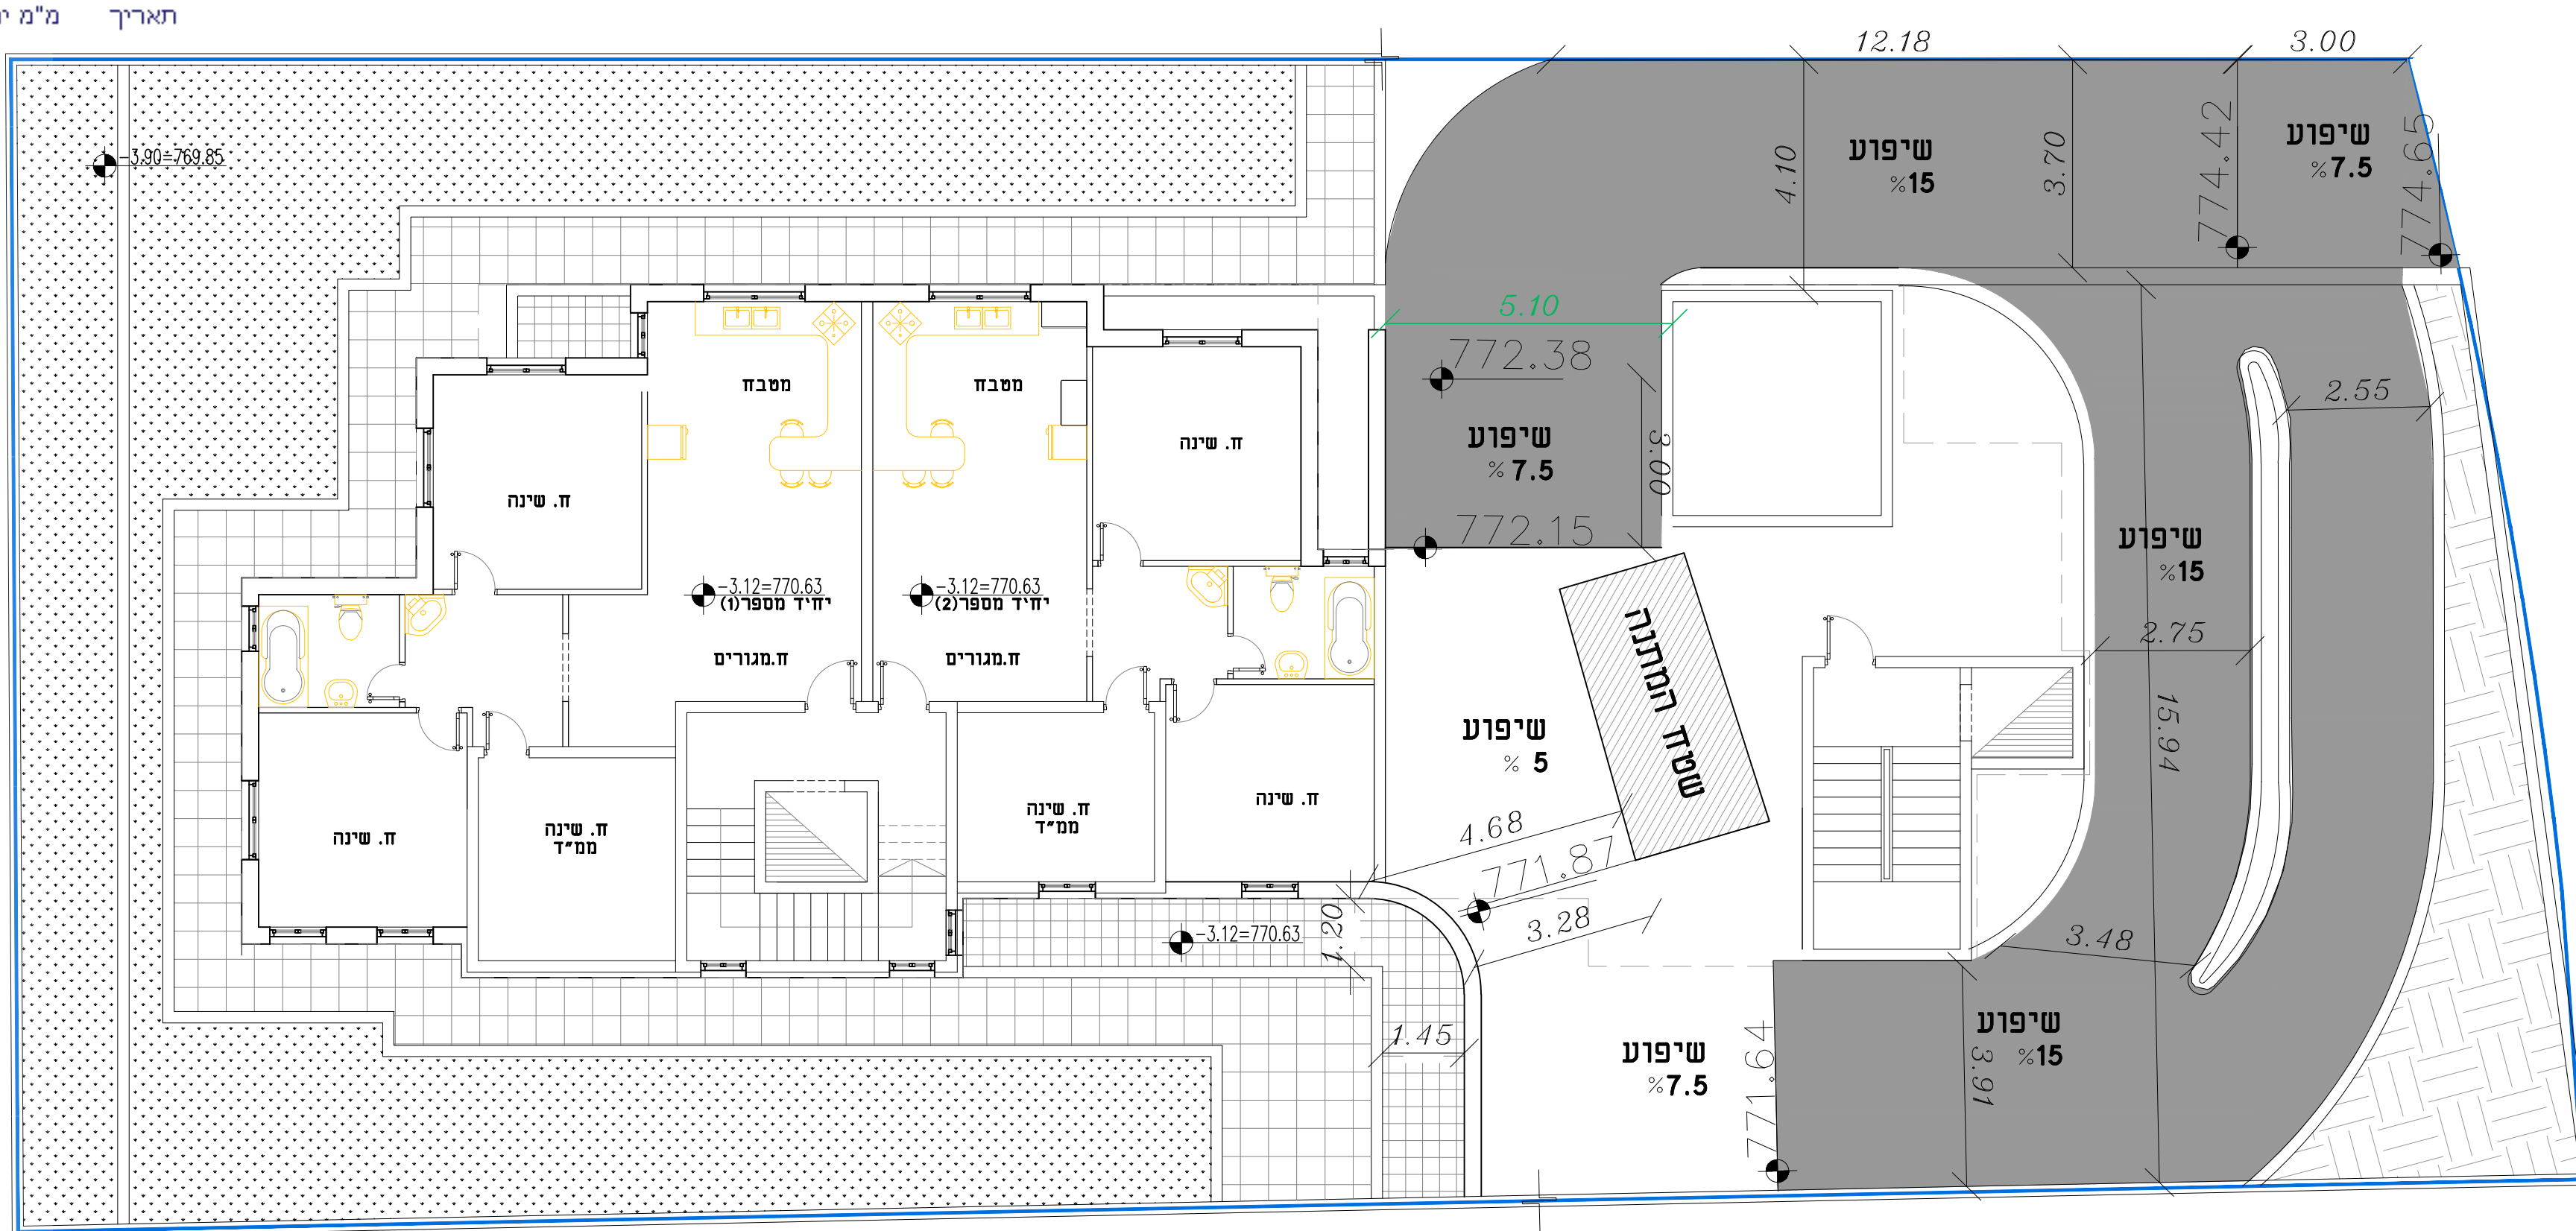 תאריך
מ"מ
12.18
3.00
-3.90=769.85
שיפוע
%15
4.10
3.70
774.42
שיפוע
%7.5
774.65
5.10
772.38
שיפוע
% 7.5
3.00
772.15
2.55
מטבח
מטבח
ח. שינה
ח. שינה
שיפוע
%15
-3.12=770.63
יח'ד מספר(1)
-3.12=770.63
יח'ד מספר(2)
ח.מגורים
ח.מגורים
שטח המתנה
2.75
15.94
שיפוע
% 5
ח. שינה
ח. שינה
ממ"ד
ח. שינה
ממ"ד
ח. שינה
4.68
771.87
3.28
1.20
-3.12=770.63
3.48
1.45
שיפוע
%7.5
771.64
שיפוע
%15
3.91